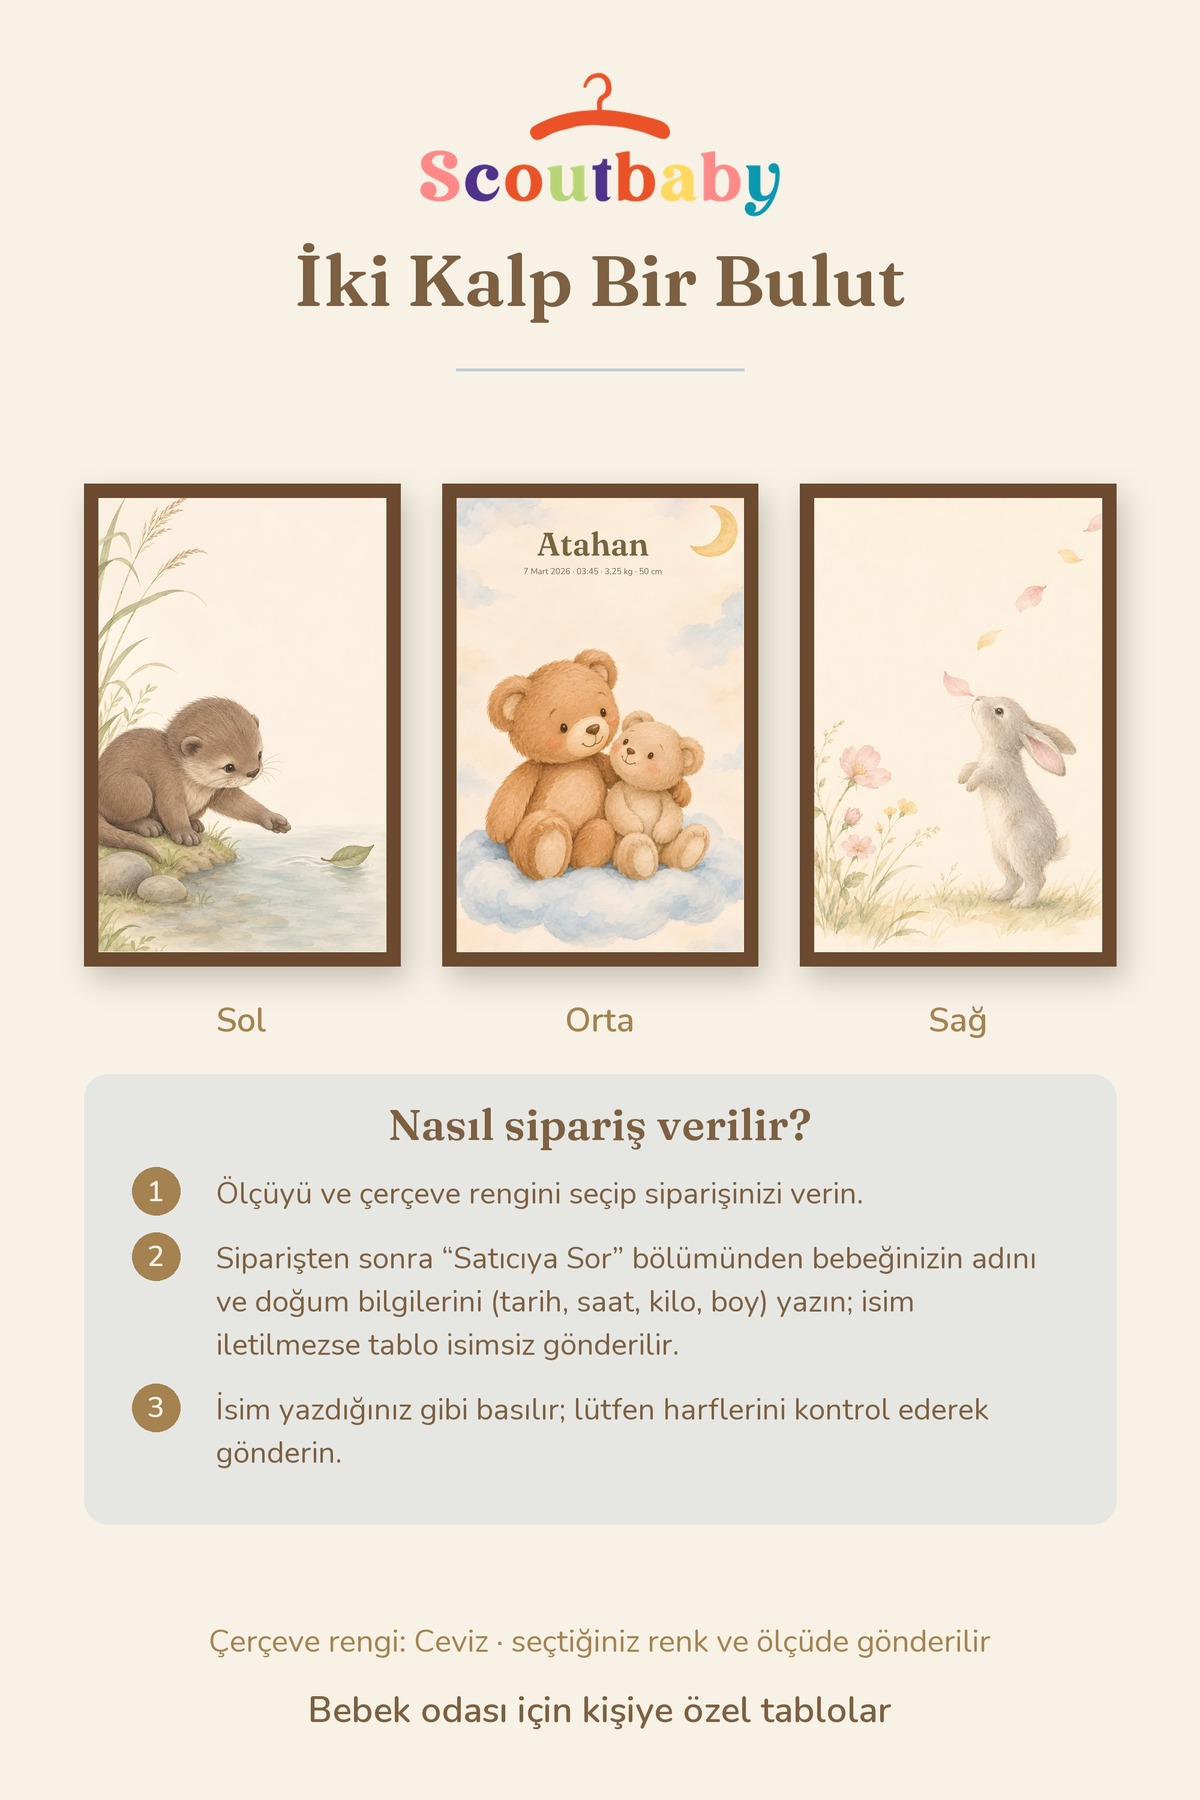 Scoutbaby
İki Kalp Bir Bulut
Atahan
7 Mart 2026 · 03:45 · 3,25 kg · 50 cm
Sol
Orta
Sağ
Nasıl sipariş verilir?
1 Ölçüyü ve çerçeve rengini seçip siparişinizi verin.
2 Siparişten sonra “Satıcıya Sor” bölümünden bebeğinizin adını
ve doğum bilgilerini (tarih, saat, kilo, boy) yazın; isim
iletilmezse tablo isimsiz gönderilir.
3 İsim yazdığınız gibi basılır; lütfen harflerini kontrol ederek
gönderin.
Çerçeve rengi: Ceviz · seçtiğiniz renk ve ölçüde gönderilir
Bebek odası için kişiye özel tablolar